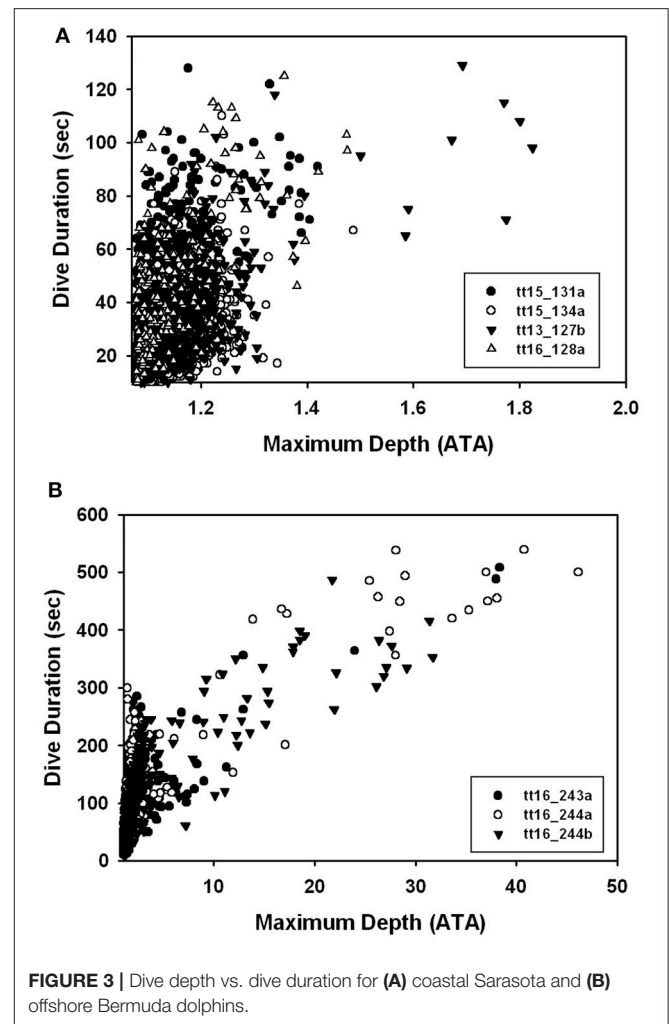 A
140
120
100
80
60
40
20
Dive Duration (sec)
tt15_131a
tt15_134a
tt13_127b
tt16_128a
1.2
1.4
1.6
1.8
2.0
Maximum Depth (ATA)
B
600
500
400
300
200
100
0
Dive Duration (sec)
tt16_243a
tt16_244a
tt16_244b
10
20
30
40
50
Maximum Depth (ATA)
FIGURE 3 | Dive depth vs. dive duration for (A) coastal Sarasota and (B)
offshore Bermuda dolphins.